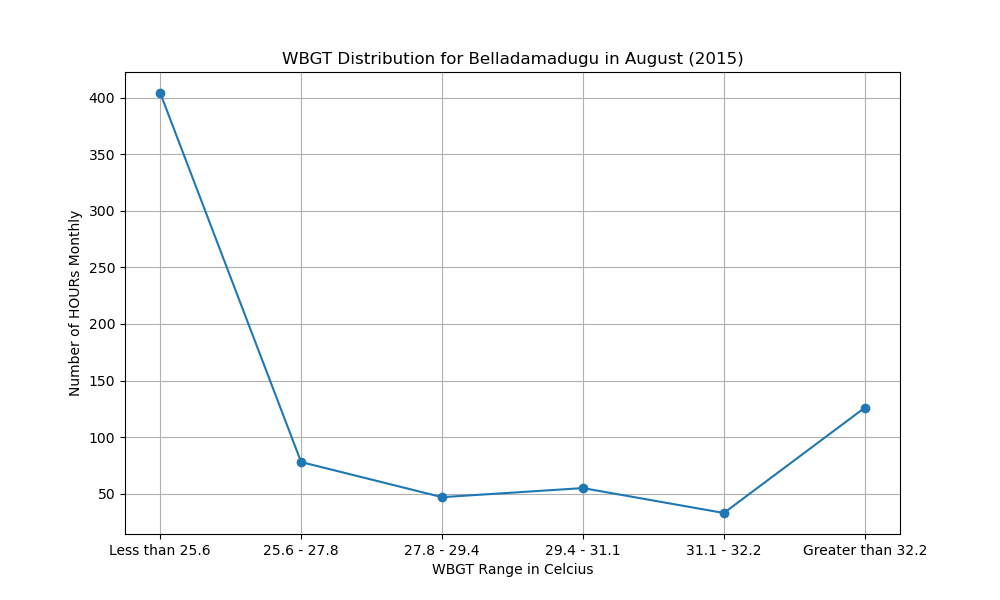 WBGT Distribution for Belladamadugu in August (2015)
Number of HOURs Monthly
400
350
300
250
200
150
100
50
Less than 25.6
25.6 - 27.8
27.8 - 29.4
29.4 - 31.1
31.1 - 32.2
Greater than 32.2
WBGT Range in Celcius